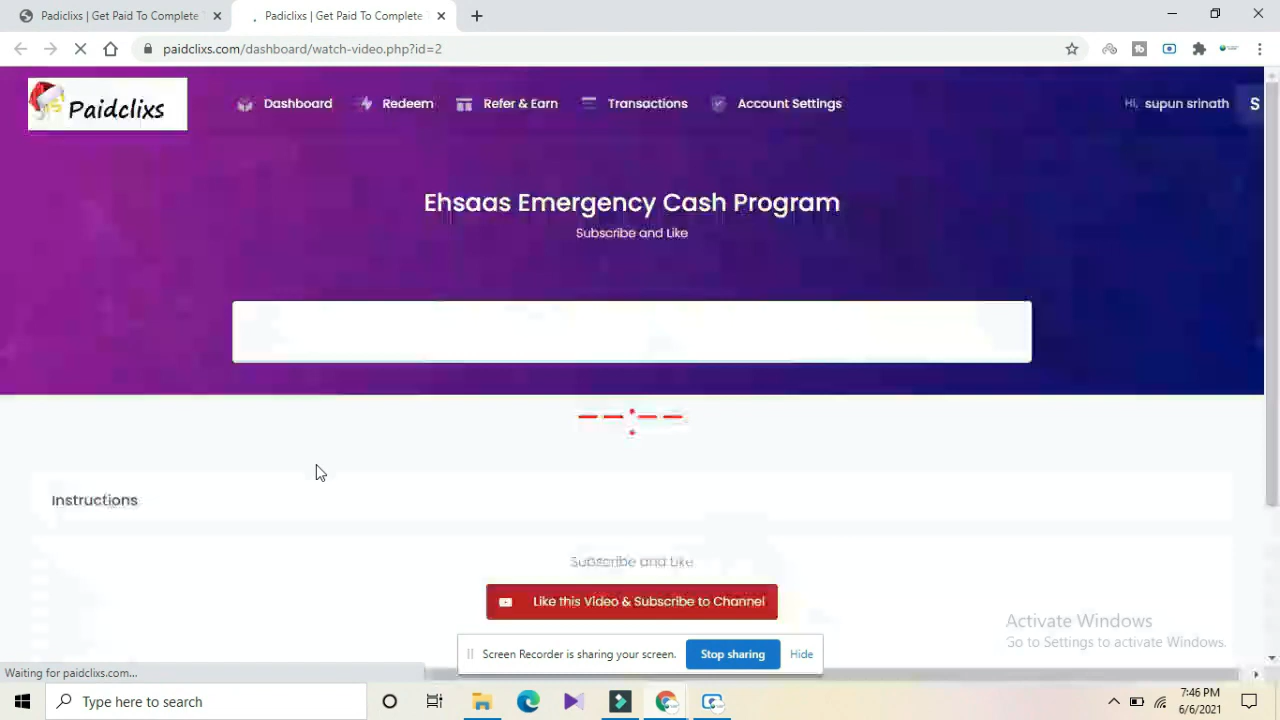 Padiclixs | Get Paid To Complete
Padiclixs | Get Paid To Complete
paidclixs.com/dashboard/watch-video.php?id=2
Paidclixs
Dashboard
Redeem
Refer & Earn
Transactions
Account Settings
Hi, supun srinath
S
Ehsaas Emergency Cash Program
Subscribe and Like
Instructions
Subscribe and Like
Like this Video & Subscribe to Channel
Activate Windows
Go to Settings to activate Windows.
Screen Recorder is sharing your screen.
Stop sharing
Hide
Waiting for paidclixs.com...
Type here to search
7:46 PM
6/6/2021